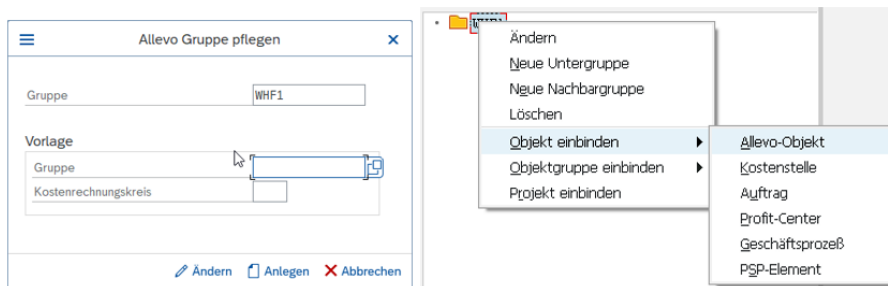 Allevo Gruppe pflegen
Gruppe WHF1
Vorlage
Gruppe
Kostenrechnungskreis
Ändern Anlegen Abbrechen
WHF1
Ändern
Neue Untergruppe
Neue Nachbargruppe
Löschen
Objekt einbinden
Objektgruppe einbinden
Projekt einbinden
Allevo-Objekt
Kostenstelle
Auftrag
Profit-Center
Geschäftsprozeß
PSP-Element